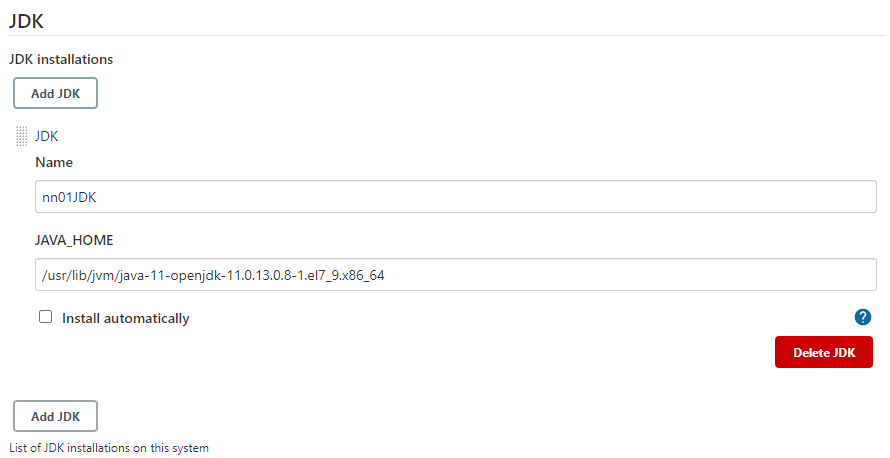 JDK
JDK installations
Add JDK
JDK
Name
nn01JDK
JAVA_HOME
/usr/lib/jvm/java-11-openjdk-11.0.13.0.8-1.el7_9.x86_64
Install automatically
?
Delete JDK
Add JDK
List of JDK installations on this system